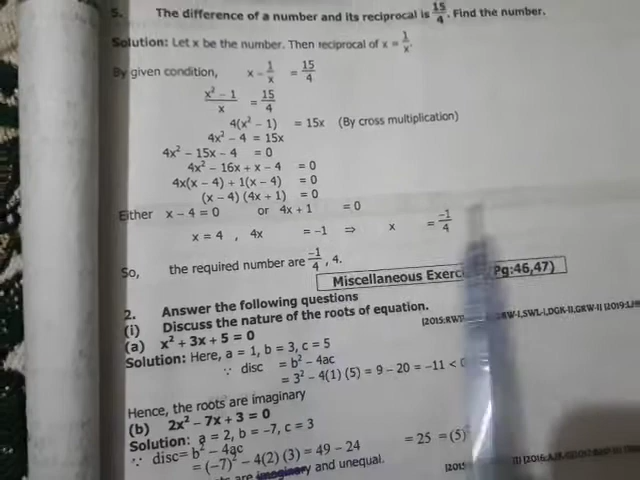 5. The difference of a number and its reciprocal is 15/4. Find the number.
Solution: Let x be the number. Then reciprocal of x = 1/x.
By given condition, x - 1/x = 15/4
x² - 1 / x = 15/4
4(x² - 1) = 15x (By cross multiplication)
4x² - 4 = 15x
4x² - 15x - 4 = 0
4x² - 16x + x - 4 = 0
4x(x - 4) + 1(x - 4) = 0
(x - 4) (4x + 1) = 0
Either x - 4 = 0 or 4x + 1 = 0
x = 4 , 4x = -1 ⇒ x = -1/4
So, the required number are -1/4 , 4.
Miscellaneous Pg:46,47)
2. Answer the following questions
(i) Discuss the nature of the roots of equation.
(a) x² + 3x + 5 = 0
Solution: Here, a = 1, b = 3, c = 5
∵ disc = b² - 4ac
= 3² - 4(1) (5) = 9 - 20 = -11 <
Hence, the roots are imaginary
(b) 2x² - 7x + 3 = 0
Solution: a = 2, b = -7, c = 3
∵ disc= b² - 4ac
= (-7)² - 4(2) (3) = 49 - 24 = 25 = (5)
are imaginary and unequal.